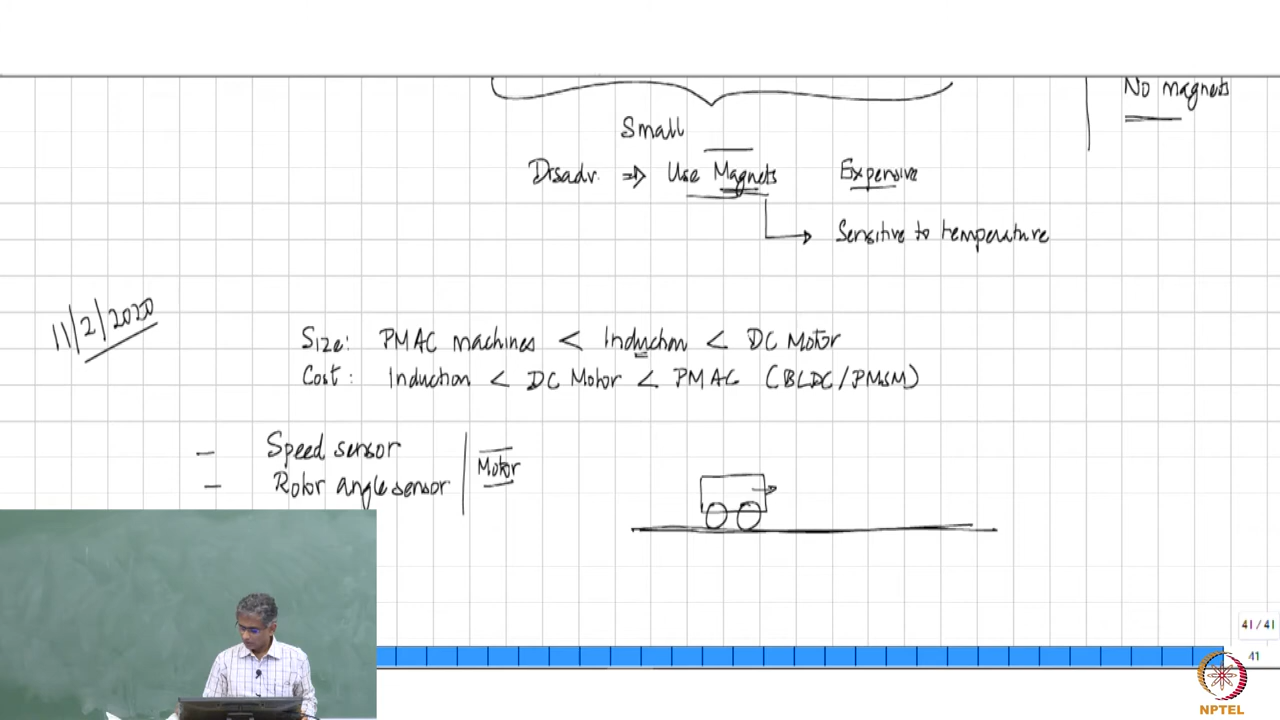 No magnets
Small
Disadv. ⇒ Use Magnets Expensive
Sensitive to temperature
11/2/2020
Size: PMAC machines < Induction < DC Motor
Cost: Induction < DC Motor < PMAC (BLDC/PMSM)
- Speed sensor
- Rotor angle sensor
Motor
41/41
41
NPTEL